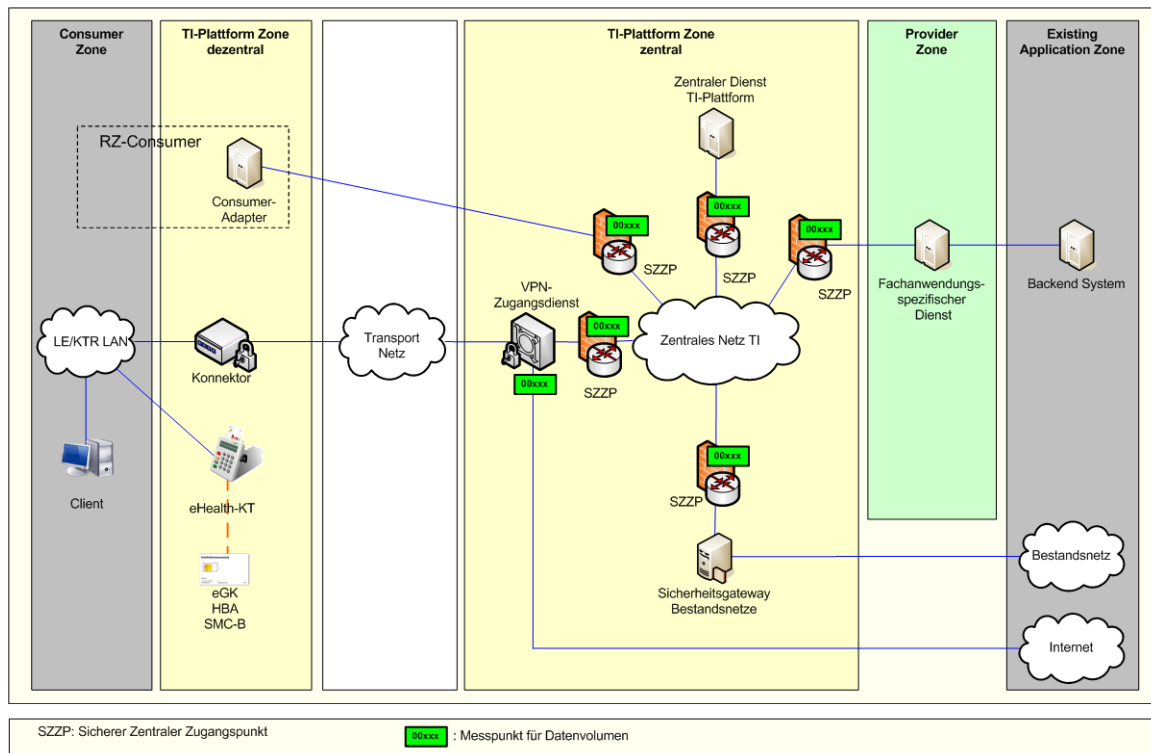 Consumer
Zone
TI-Plattform Zone
dezentral
TI-Plattform Zone
zentral
Provider
Zone
Existing
Application Zone
Zentraler Dienst
TI-Plattform
RZ-Consumer
Consumer-
Adapter
00xxx
SZZP
00xxx
SZZP
00xxx
SZZP
Fachanwendungs-
spezifischer
Dienst
Backend System
VPN-
Zugangsdienst
00xxx
SZZP
00xxx
LE/KTR LAN
Konnektor
Transport
Netz
Zentrales Netz TI
Client
eHealth-KT
eGK
HBA
SMC-B
00xxx
SZZP
Sicherheitsgateway
Bestandsnetze
Bestandsnetz
Internet
SZZP: Sicherer Zentraler Zugangspunkt
00xxx : Messpunkt für Datenvolumen